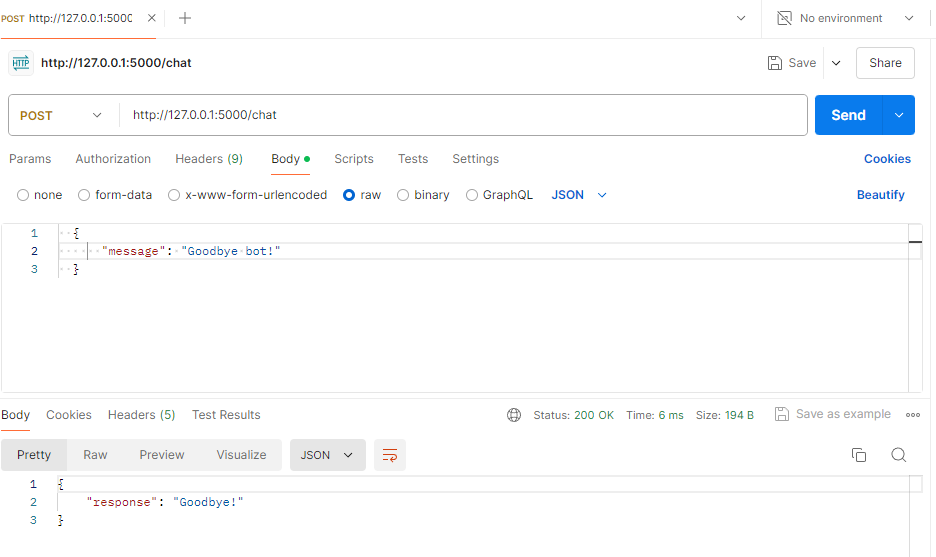 POST http://127.0.0.1:5000 No environment
HTTP http://127.0.0.1:5000/chat Save Share
POST http://127.0.0.1:5000/chat Send
Params Authorization Headers (9) Body Scripts Tests Settings Cookies
none form-data x-www-form-urlencoded raw binary GraphQL JSON Beautify
1 {
2 "message": "Goodbye bot!"
3 }
Body Cookies Headers (5) Test Results Status: 200 OK Time: 6 ms Size: 194 B Save as example
Pretty Raw Preview Visualize JSON
1 {
2 "response": "Goodbye!"
3 }